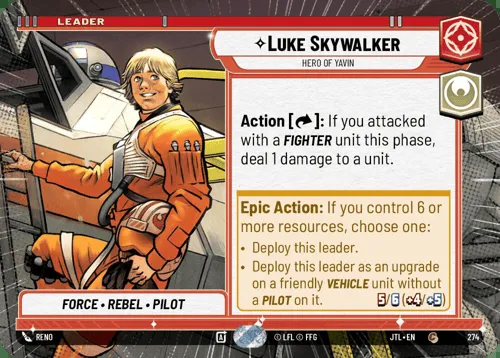 LEADER
✧LUKE SKYWALKER
HERO OF YAVIN
Action [↷]: If you attacked
with a FIGHTER unit this phase,
deal 1 damage to a unit.
Epic Action: If you control 6 or
more resources, choose one:
• Deploy this leader.
• Deploy this leader as an upgrade
on a friendly VEHICLE unit without
a PILOT on it. 5/6 (+4/+5)
FORCE • REBEL • PILOT
RENO
A
© LFL © FFG
JTL • EN
274